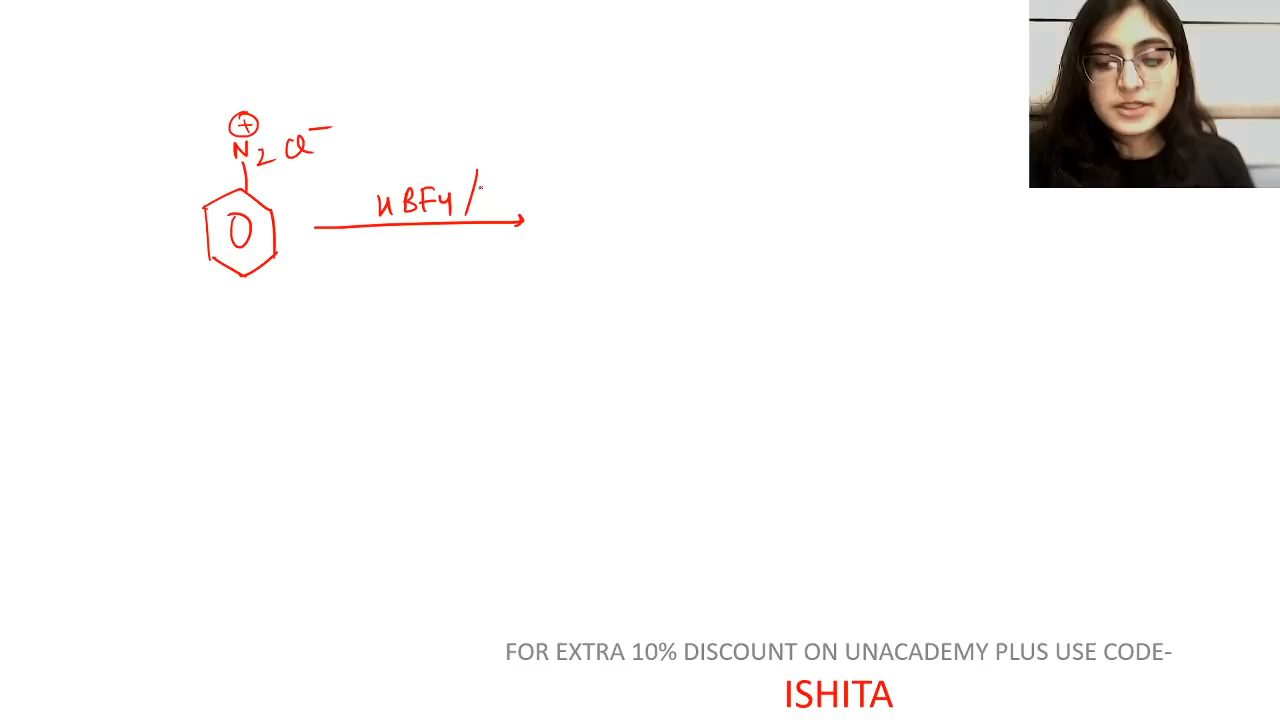 ⊕
N2 Cl⁻
HBF4 /
FOR EXTRA 10% DISCOUNT ON UNACADEMY PLUS USE CODE-
ISHITA